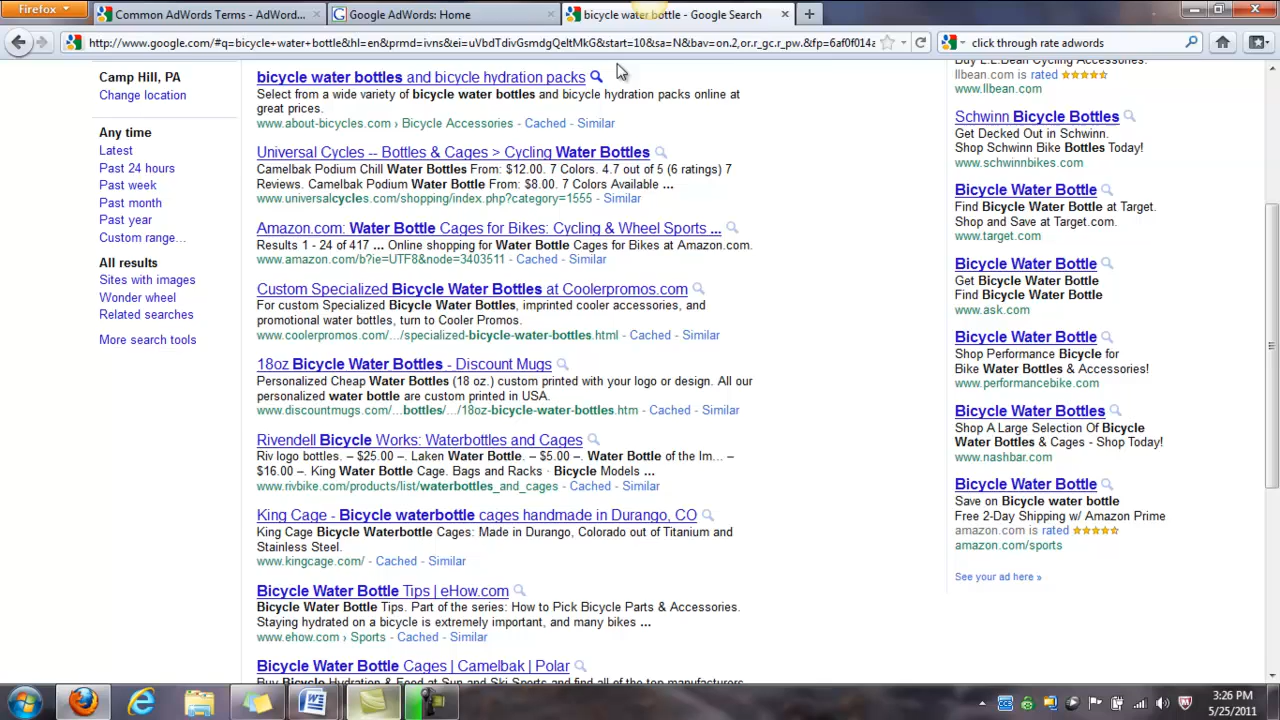 Firefox
Common AdWords Terms - AdWord...
Google AdWords: Home
bicycle water bottle - Google Search
http://www.google.com/#q=bicycle+water+bottle&hl=en&prmd=ivns&ei=uVbdTdivGsmdgQeltMkG&start=10&sa=N&bav=on.2,or.r_gc.r_pw.&fp=6af0f014a
click through rate adwords
Camp Hill, PA
Change location
Any time
Latest
Past 24 hours
Past week
Past month
Past year
Custom range...
All results
Sites with images
Wonder wheel
Related searches
More search tools
bicycle water bottles and bicycle hydration packs
Select from a wide variety of bicycle water bottles and bicycle hydration packs online at
great prices.
www.about-bicycles.com › Bicycle Accessories - Cached - Similar
Universal Cycles -- Bottles & Cages > Cycling Water Bottles
Camelbak Podium Chill Water Bottles From: $12.00. 7 Colors. 4.7 out of 5 (6 ratings) 7
Reviews. Camelbak Podium Water Bottle From: $8.00. 7 Colors Available ...
www.universalcycles.com/shopping/index.php?category=1555 - Similar
Amazon.com: Water Bottle Cages for Bikes: Cycling & Wheel Sports ...
Results 1 - 24 of 417 ... Online shopping for Water Bottle Cages for Bikes at Amazon.com.
www.amazon.com/b?ie=UTF8&node=3403511 - Cached - Similar
Custom Specialized Bicycle Water Bottles at Coolerpromos.com
For custom Specialized Bicycle Water Bottles, imprinted cooler accessories, and
promotional water bottles, turn to Cooler Promos.
www.coolerpromos.com/.../specialized-bicycle-water-bottles.html - Cached - Similar
18oz Bicycle Water Bottles - Discount Mugs
Personalized Cheap Water Bottles (18 oz.) custom printed with your logo or design. All our
personalized water bottle are custom printed in USA.
www.discountmugs.com/...bottles/.../18oz-bicycle-water-bottles.htm - Cached - Similar
Rivendell Bicycle Works: Waterbottles and Cages
Riv logo bottles. – $25.00 –. Laken Water Bottle. – $5.00 –. Water Bottle of the Im... –
$16.00 –. King Water Bottle Cage. Bags and Racks · Bicycle Models ...
www.rivbike.com/products/list/waterbottles_and_cages - Cached - Similar
King Cage - Bicycle waterbottle cages handmade in Durango, CO
King Cage Bicycle Waterbottle Cages: Made in Durango, Colorado out of Titanium and
Stainless Steel.
www.kingcage.com/ - Cached - Similar
Bicycle Water Bottle Tips | eHow.com
Bicycle Water Bottle Tips. Part of the series: How to Pick Bicycle Parts & Accessories.
Staying hydrated on a bicycle is extremely important, and many bikes ...
www.ehow.com › Sports - Cached - Similar
Bicycle Water Bottle Cages | Camelbak | Polar
Buy Bicycle Hydration & Food at Sun and Ski Sports and find all of the top manufacturers
Buy L.L.Bean Cycling Accessories!
llbean.com is rated
www.llbean.com
Schwinn Bicycle Bottles
Get Decked Out in Schwinn.
Shop Schwinn Bike Bottles Today!
www.schwinnbikes.com
Bicycle Water Bottle
Find Bicycle Water Bottle at Target.
Shop and Save at Target.com.
www.target.com
Bicycle Water Bottle
Get Bicycle Water Bottle
Find Bicycle Water Bottle
www.ask.com
Bicycle Water Bottle
Shop Performance Bicycle for
Bike Water Bottles & Accessories!
www.performancebike.com
Bicycle Water Bottles
Shop A Large Selection Of Bicycle
Water Bottles & Cages - Shop Today!
www.nashbar.com
Bicycle Water Bottle
Save on Bicycle water bottle
Free 2-Day Shipping w/ Amazon Prime
amazon.com is rated
amazon.com/sports
See your ad here »
3:26 PM
5/25/2011